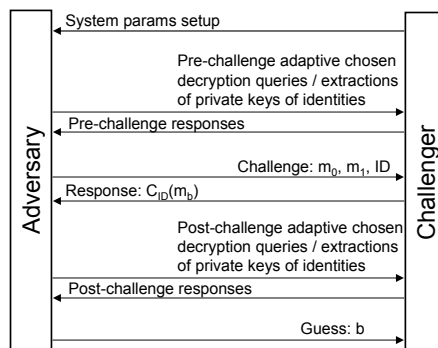 System params setup
Pre-challenge adaptive chosen
decryption queries / extractions
of private keys of identities
Pre-challenge responses
Challenge: m0, m1, ID
Response: CID(mb)
Post-challenge adaptive chosen
decryption queries / extractions
of private keys of identities
Post-challenge responses
Guess: b
Adversary
Challenger